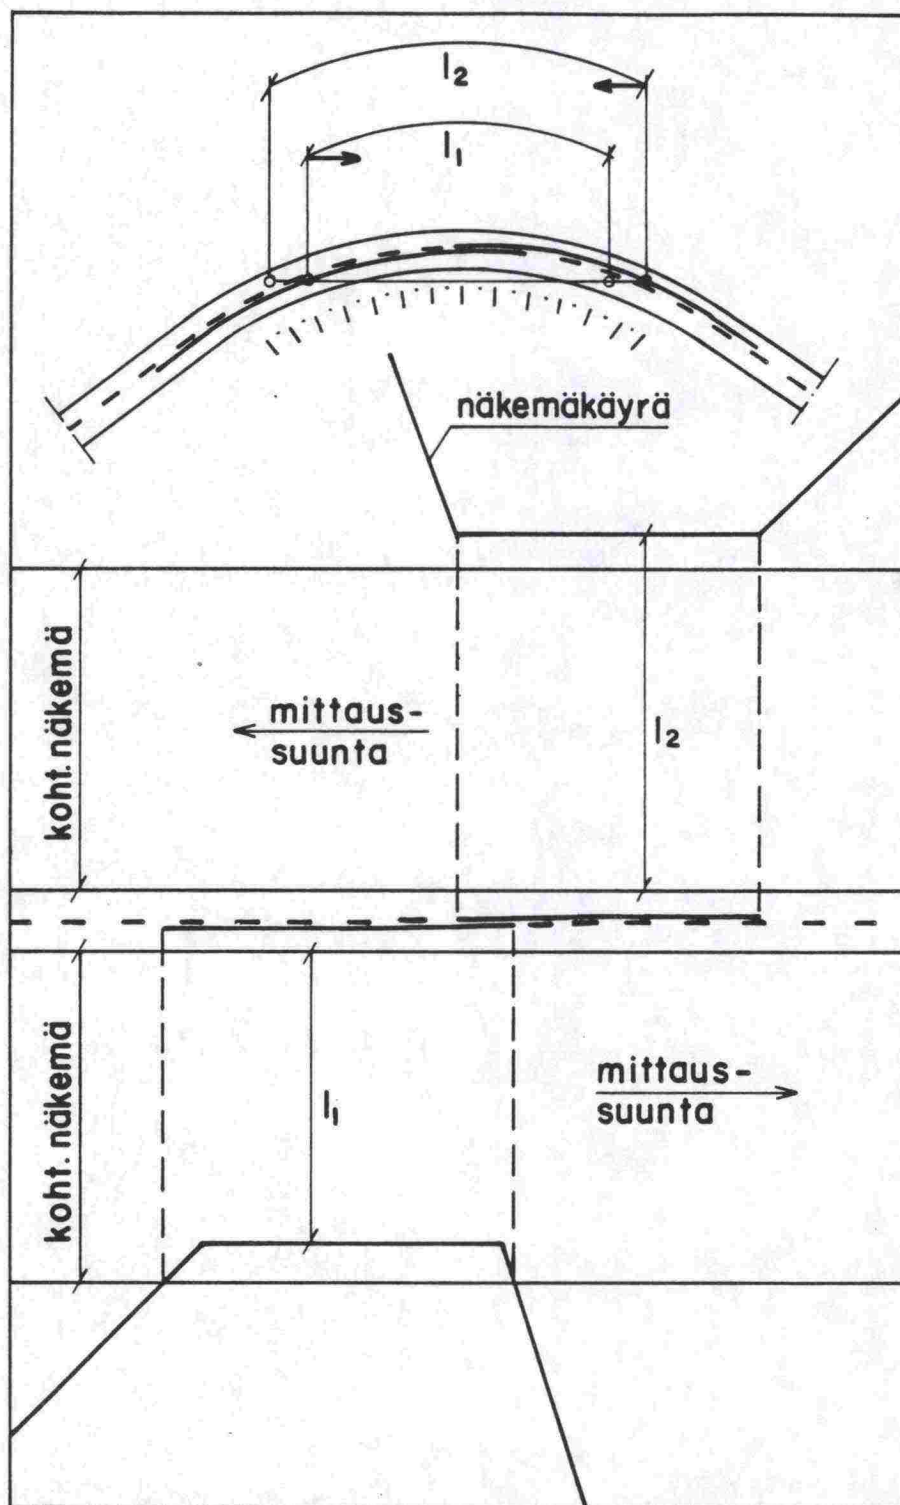 l2
l1
näkemäkäyrä
koht. näkemä
mittaus-
suunta
l2
koht. näkemä
l1
mittaus-
suunta